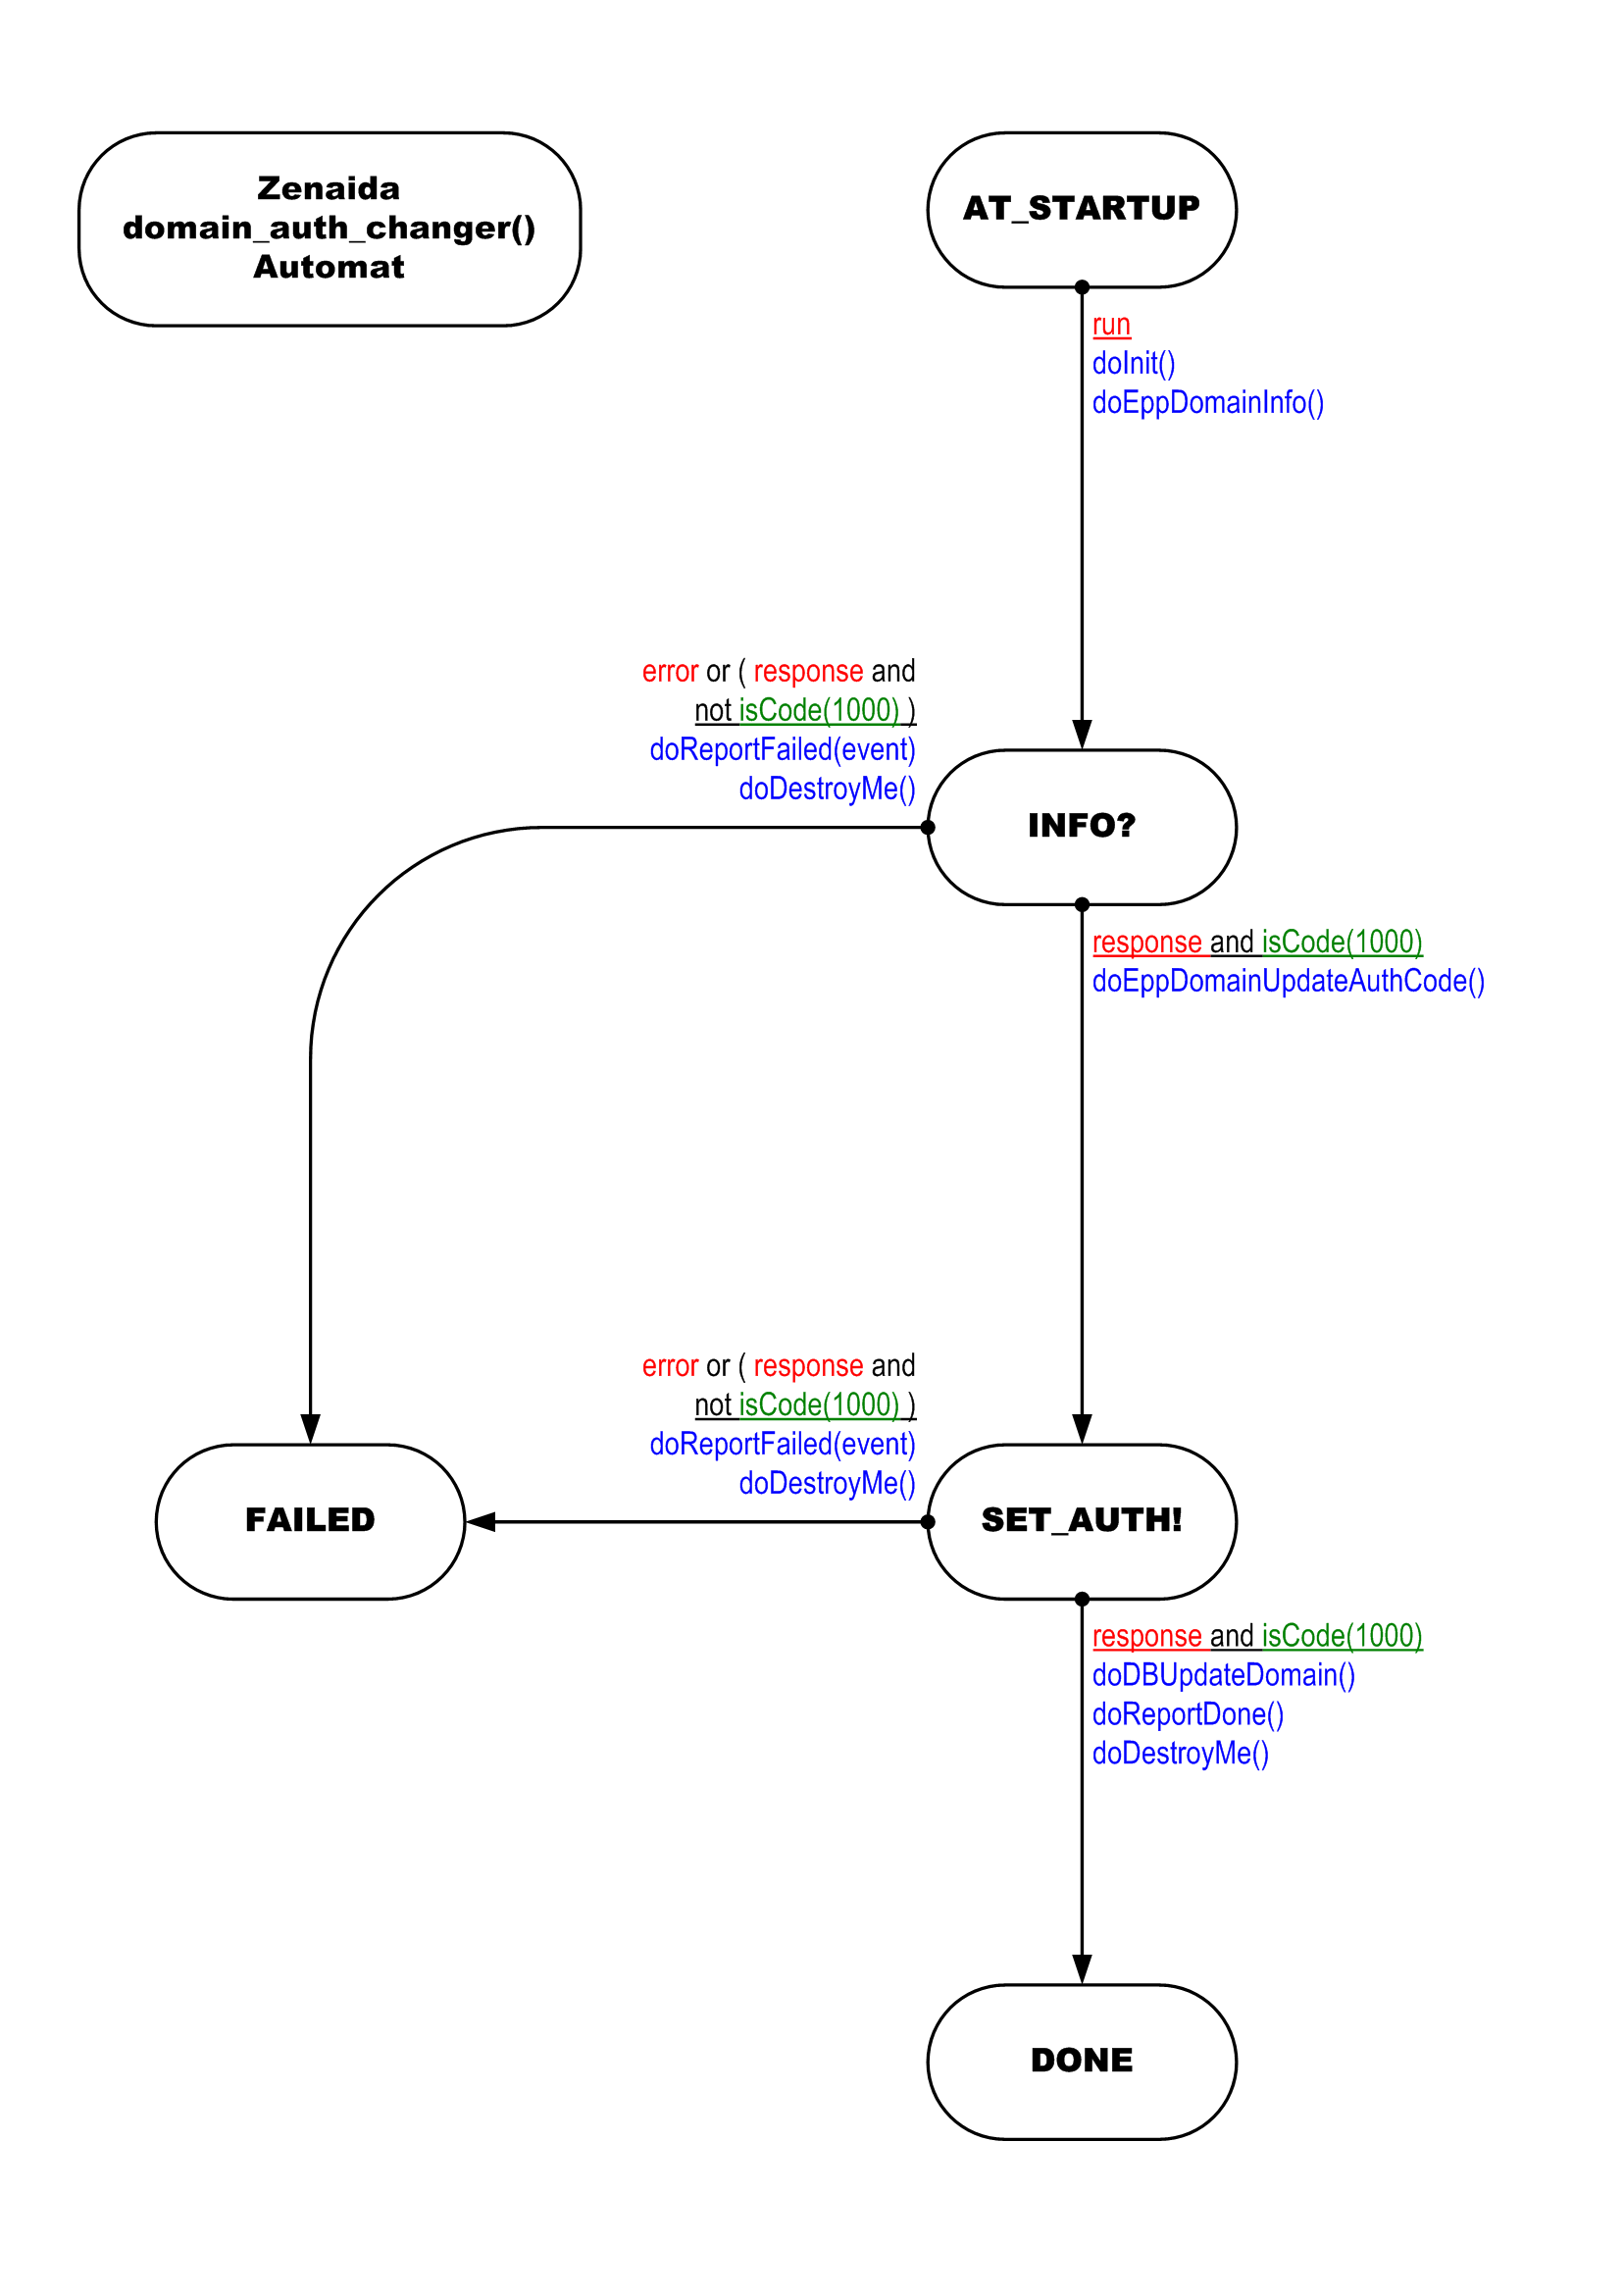 Zenaida
domain_auth_changer()
Automat
AT_STARTUP
run
doInit()
doEppDomainInfo()
error or ( response and
not isCode(1000) )
doReportFailed(event)
doDestroyMe()
INFO?
response and isCode(1000)
doEppDomainUpdateAuthCode()
error or ( response and
not isCode(1000) )
doReportFailed(event)
doDestroyMe()
FAILED
SET_AUTH!
response and isCode(1000)
doDBUpdateDomain()
doReportDone()
doDestroyMe()
DONE